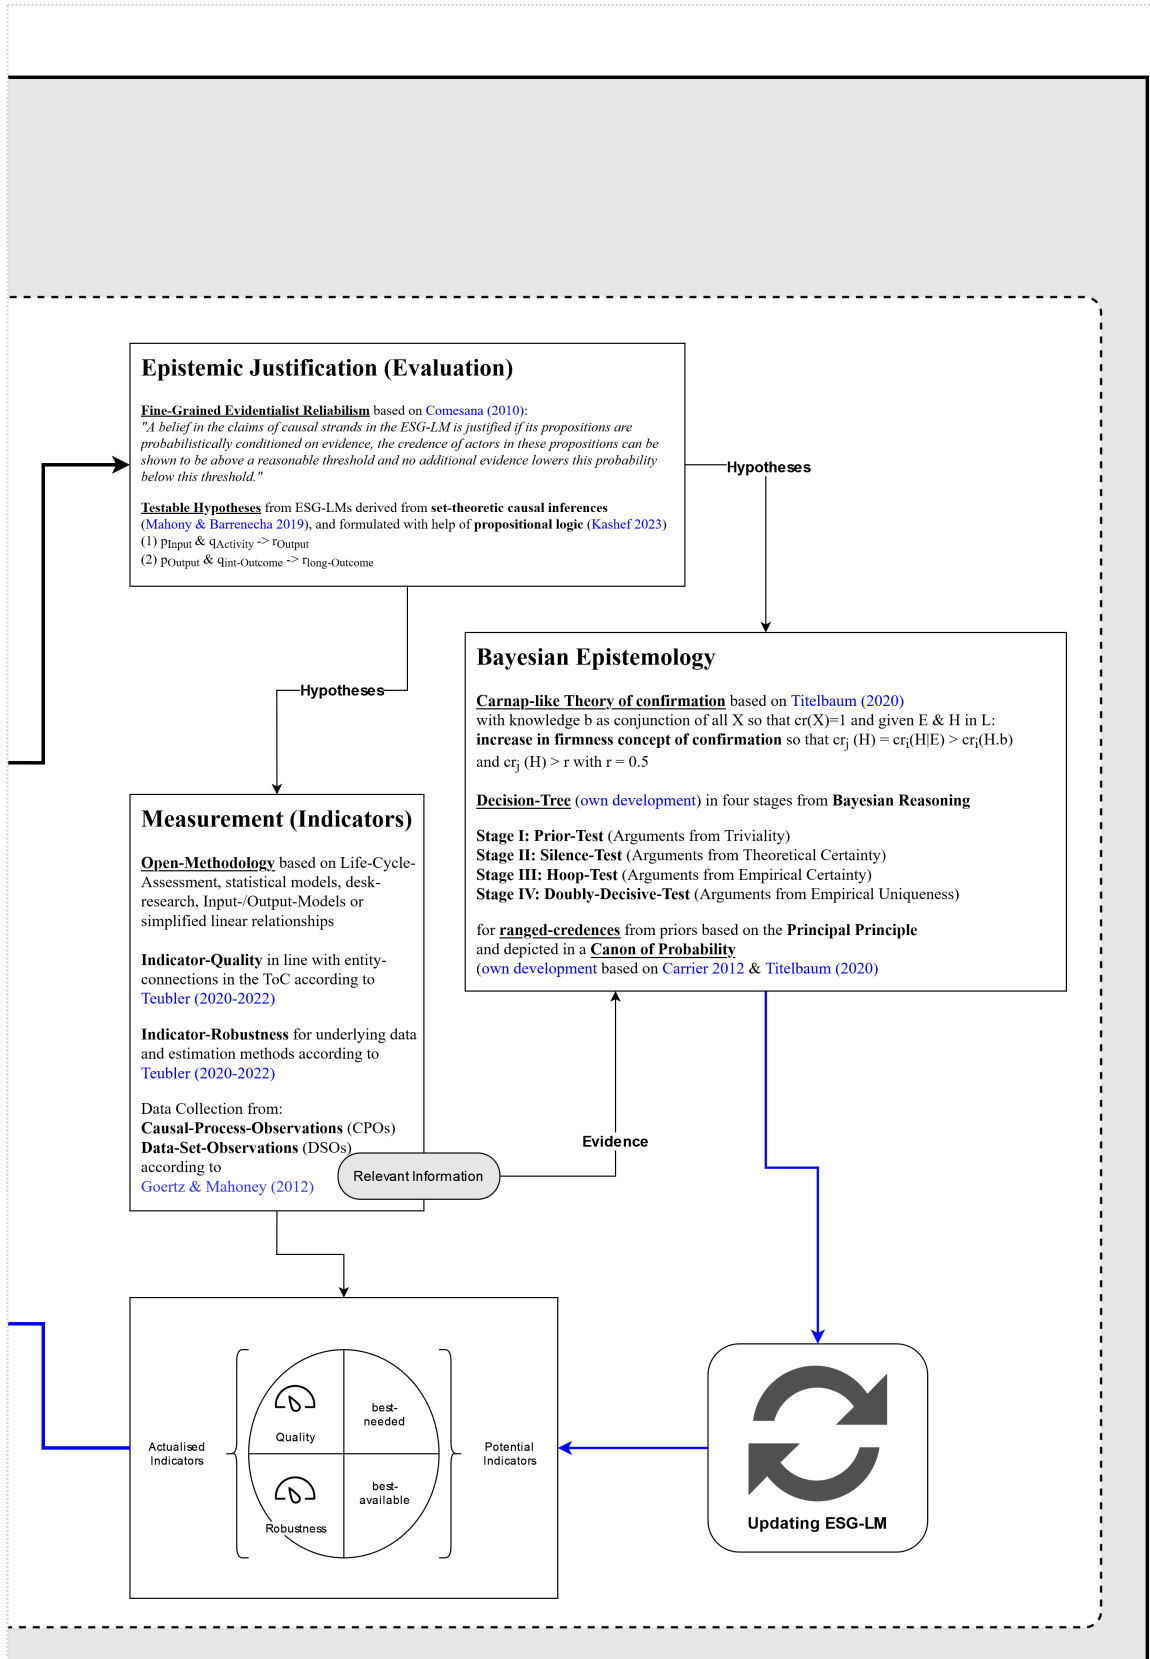 Epistemic Justification (Evaluation)
Fine-Grained Evidentialist Reliabilism based on Comesana (2010):
"A belief in the claims of causal strands in the ESG-LM is justified if its propositions are
probabilistically conditioned on evidence, the credence of actors in these propositions can be
shown to be above a reasonable threshold and no additional evidence lowers this probability
below this threshold."
Testable Hypotheses from ESG-LMs derived from set-theoretic causal inferences
(Mahony & Barrenecha 2019), and formulated with help of propositional logic (Kashef 2023)
(1) pInput & qActivity -> rOutput
(2) pOutput & qint-Outcome -> rlong-Outcome
Hypotheses
Hypotheses
Bayesian Epistemology
Carnap-like Theory of confirmation based on Titelbaum (2020)
with knowledge b as conjunction of all X so that cr(X)=1 and given E & H in L:
increase in firmness concept of confirmation so that crj (H) = cri(H|E) > cri(H.b)
and crj (H) > r with r = 0.5
Decision-Tree (own development) in four stages from Bayesian Reasoning
Stage I: Prior-Test (Arguments from Triviality)
Stage II: Silence-Test (Arguments from Theoretical Certainty)
Stage III: Hoop-Test (Arguments from Empirical Certainty)
Stage IV: Doubly-Decisive-Test (Arguments from Empirical Uniqueness)
for ranged-credences from priors based on the Principal Principle
and depicted in a Canon of Probability
(own development based on Carrier 2012 & Titelbaum (2020)
Measurement (Indicators)
Open-Methodology based on Life-Cycle-
Assessment, statistical models, desk-
research, Input-/Output-Models or
simplified linear relationships
Indicator-Quality in line with entity-
connections in the ToC according to
Teubler (2020-2022)
Indicator-Robustness for underlying data
and estimation methods according to
Teubler (2020-2022)
Data Collection from:
Causal-Process-Observations (CPOs)
Data-Set-Observations (DSOs)
according to
Goertz & Mahoney (2012)
Relevant Information
Evidence
Actualised
Indicators
Quality
best-
needed
Robustness
best-
available
Potential
Indicators
Updating ESG-LM